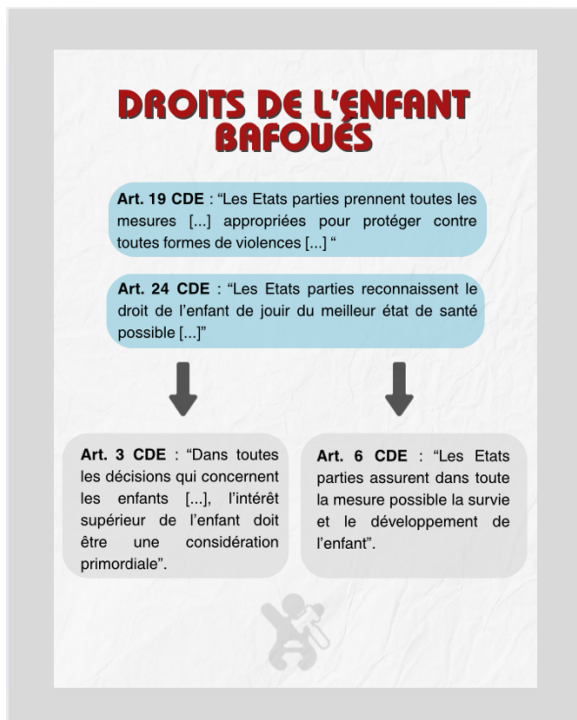 DROITS DE L'ENFANT
BAFOUÉS
Art. 19 CDE : “Les Etats parties prennent toutes les
mesures [...] appropriées pour protéger contre
toutes formes de violences [...] “
Art. 24 CDE : “Les Etats parties reconnaissent le
droit de l’enfant de jouir du meilleur état de santé
possible [...]”
Art. 3 CDE : “Dans toutes
les décisions qui concernent
les enfants [...], l’intérêt
supérieur de l’enfant doit
être une considération
primordiale”.
Art. 6 CDE : “Les Etats
parties assurent dans toute
la mesure possible la survie
et le développement de
l’enfant”.